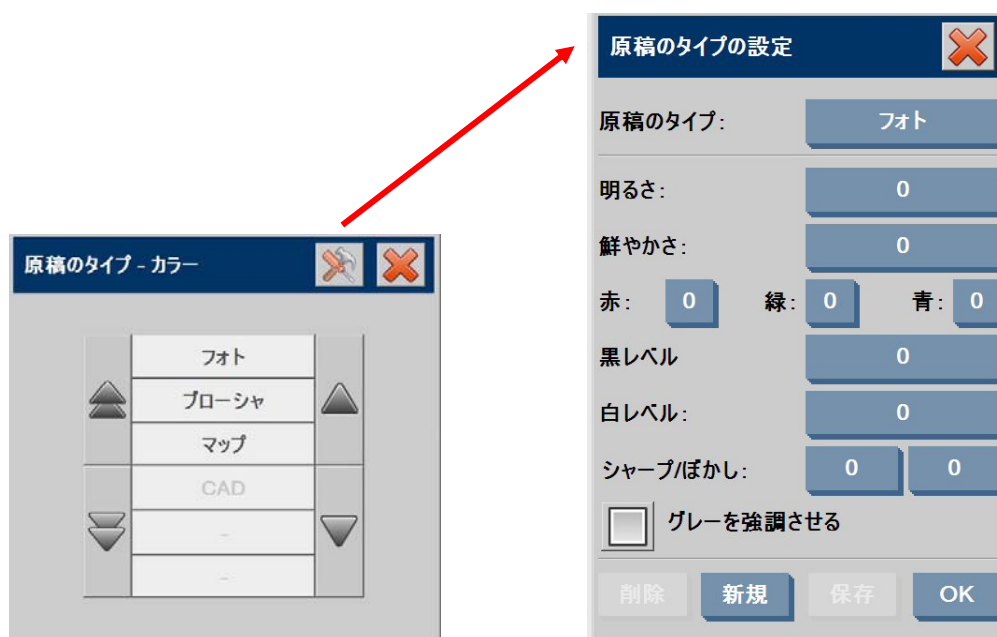 原稿のタイプ - カラー
フォト
ブローシャ
マップ
CAD
-
-
原稿のタイプの設定
原稿のタイプ: フォト
明るさ: 0
鮮やかさ: 0
赤: 0 緑: 0 青: 0
黒レベル 0
白レベル: 0
シャープ/ぼかし: 0 0
グレーを強調させる
削除 新規 保存 OK